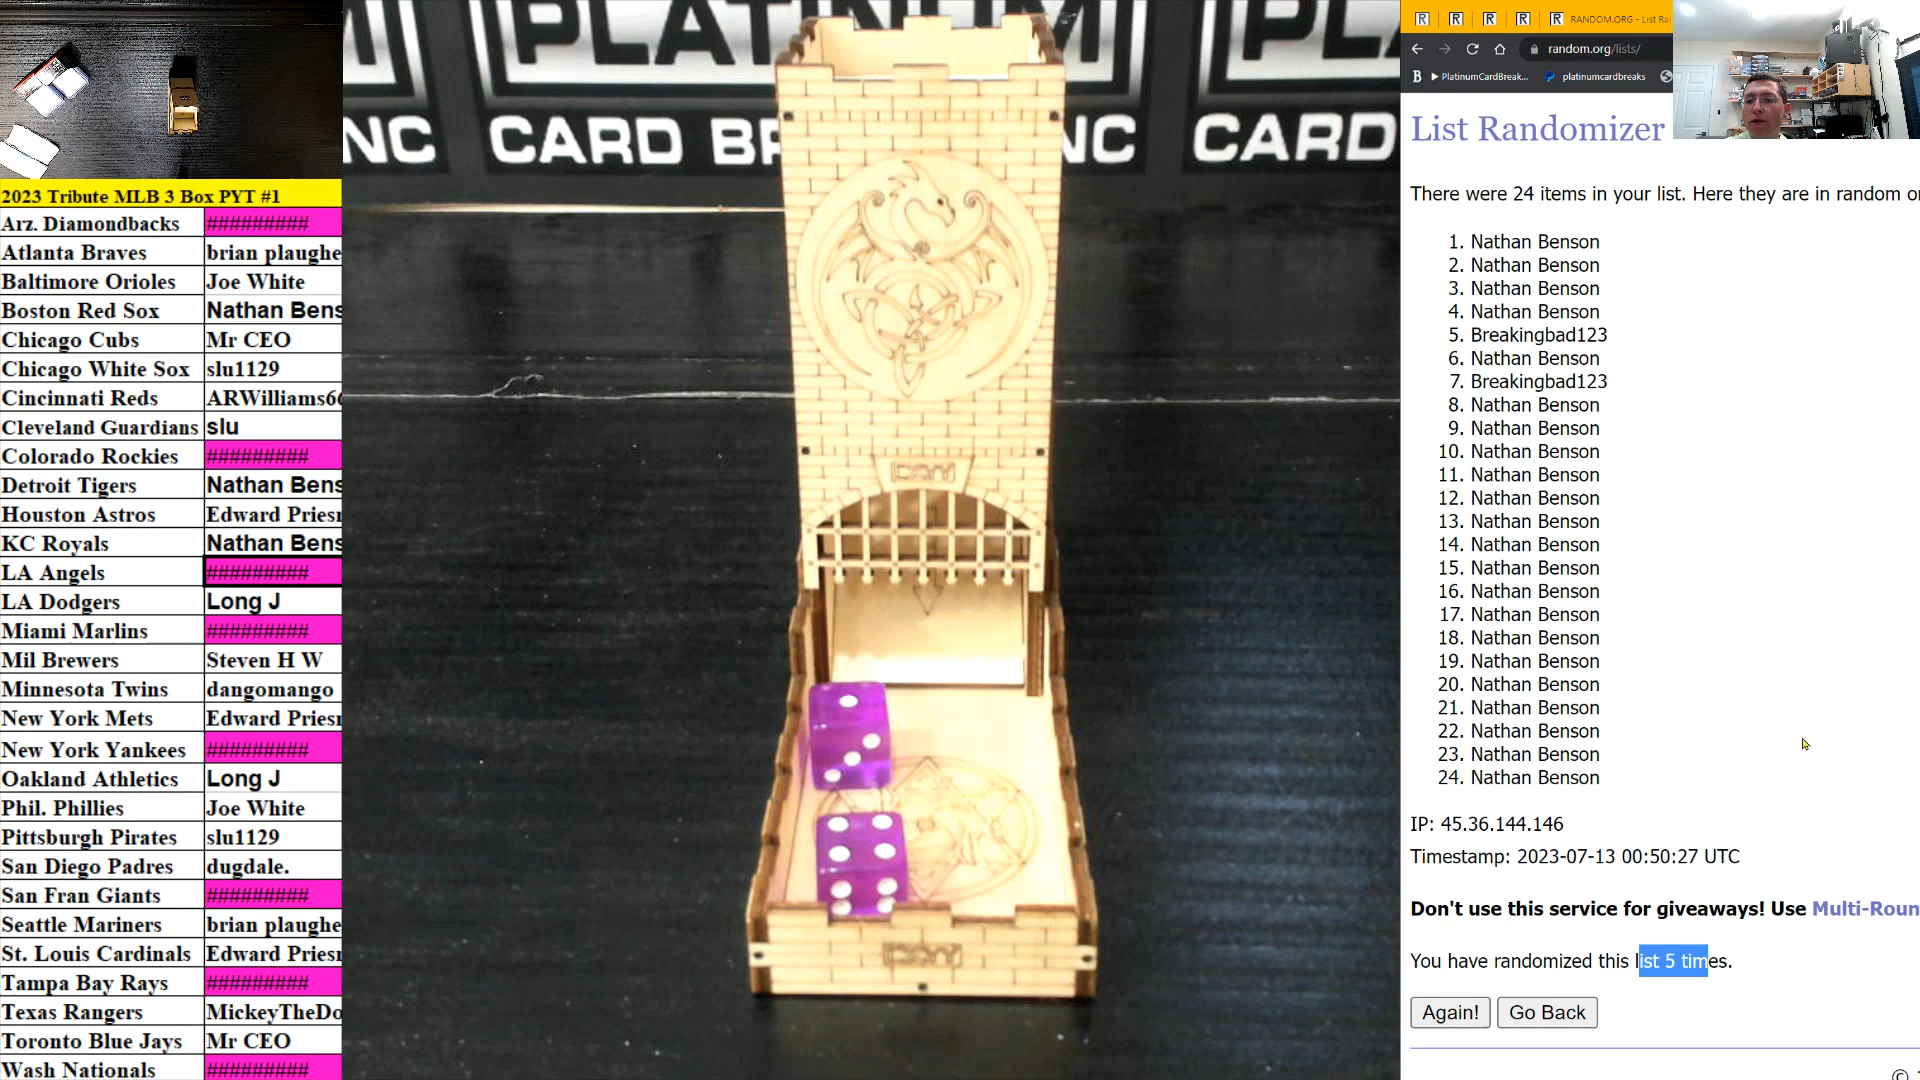 PLATINUM
PL
NC
CARD
NC
CARD
2023 Tribute MLB 3 Box PYT #1
Arz. Diamondbacks #########
Atlanta Braves brian plaughe
Baltimore Orioles Joe White
Boston Red Sox Nathan Bens
Chicago Cubs Mr CEO
Chicago White Sox slu1129
Cincinnati Reds ARWilliams6
Cleveland Guardians slu
Colorado Rockies #########
Detroit Tigers Nathan Bens
Houston Astros Edward Pries
KC Royals Nathan Bens
LA Angels #########
LA Dodgers Long J
Miami Marlins #########
Mil Brewers Steven H W
Minnesota Twins dangomango
New York Mets Edward Pries
New York Yankees #########
Oakland Athletics Long J
Phil. Phillies Joe White
Pittsburgh Pirates slu1129
San Diego Padres dugdale.
San Fran Giants #########
Seattle Mariners brian plaughe
St. Louis Cardinals Edward Pries
Tampa Bay Rays #########
Texas Rangers MickeyTheDo
Toronto Blue Jays Mr CEO
Wash Nationals #########
RANDOM.ORG - List Ra
random.org/lists/
PlatinumCardBreak... platinumcardbreaks
List Randomizer
There were 24 items in your list. Here they are in random o
1. Nathan Benson
2. Nathan Benson
3. Nathan Benson
4. Nathan Benson
5. Breakingbad123
6. Nathan Benson
7. Breakingbad123
8. Nathan Benson
9. Nathan Benson
10. Nathan Benson
11. Nathan Benson
12. Nathan Benson
13. Nathan Benson
14. Nathan Benson
15. Nathan Benson
16. Nathan Benson
17. Nathan Benson
18. Nathan Benson
19. Nathan Benson
20. Nathan Benson
21. Nathan Benson
22. Nathan Benson
23. Nathan Benson
24. Nathan Benson
IP: 45.36.144.146
Timestamp: 2023-07-13 00:50:27 UTC
Don't use this service for giveaways! Use Multi-Roun
You have randomized this list 5 times.
Again! Go Back